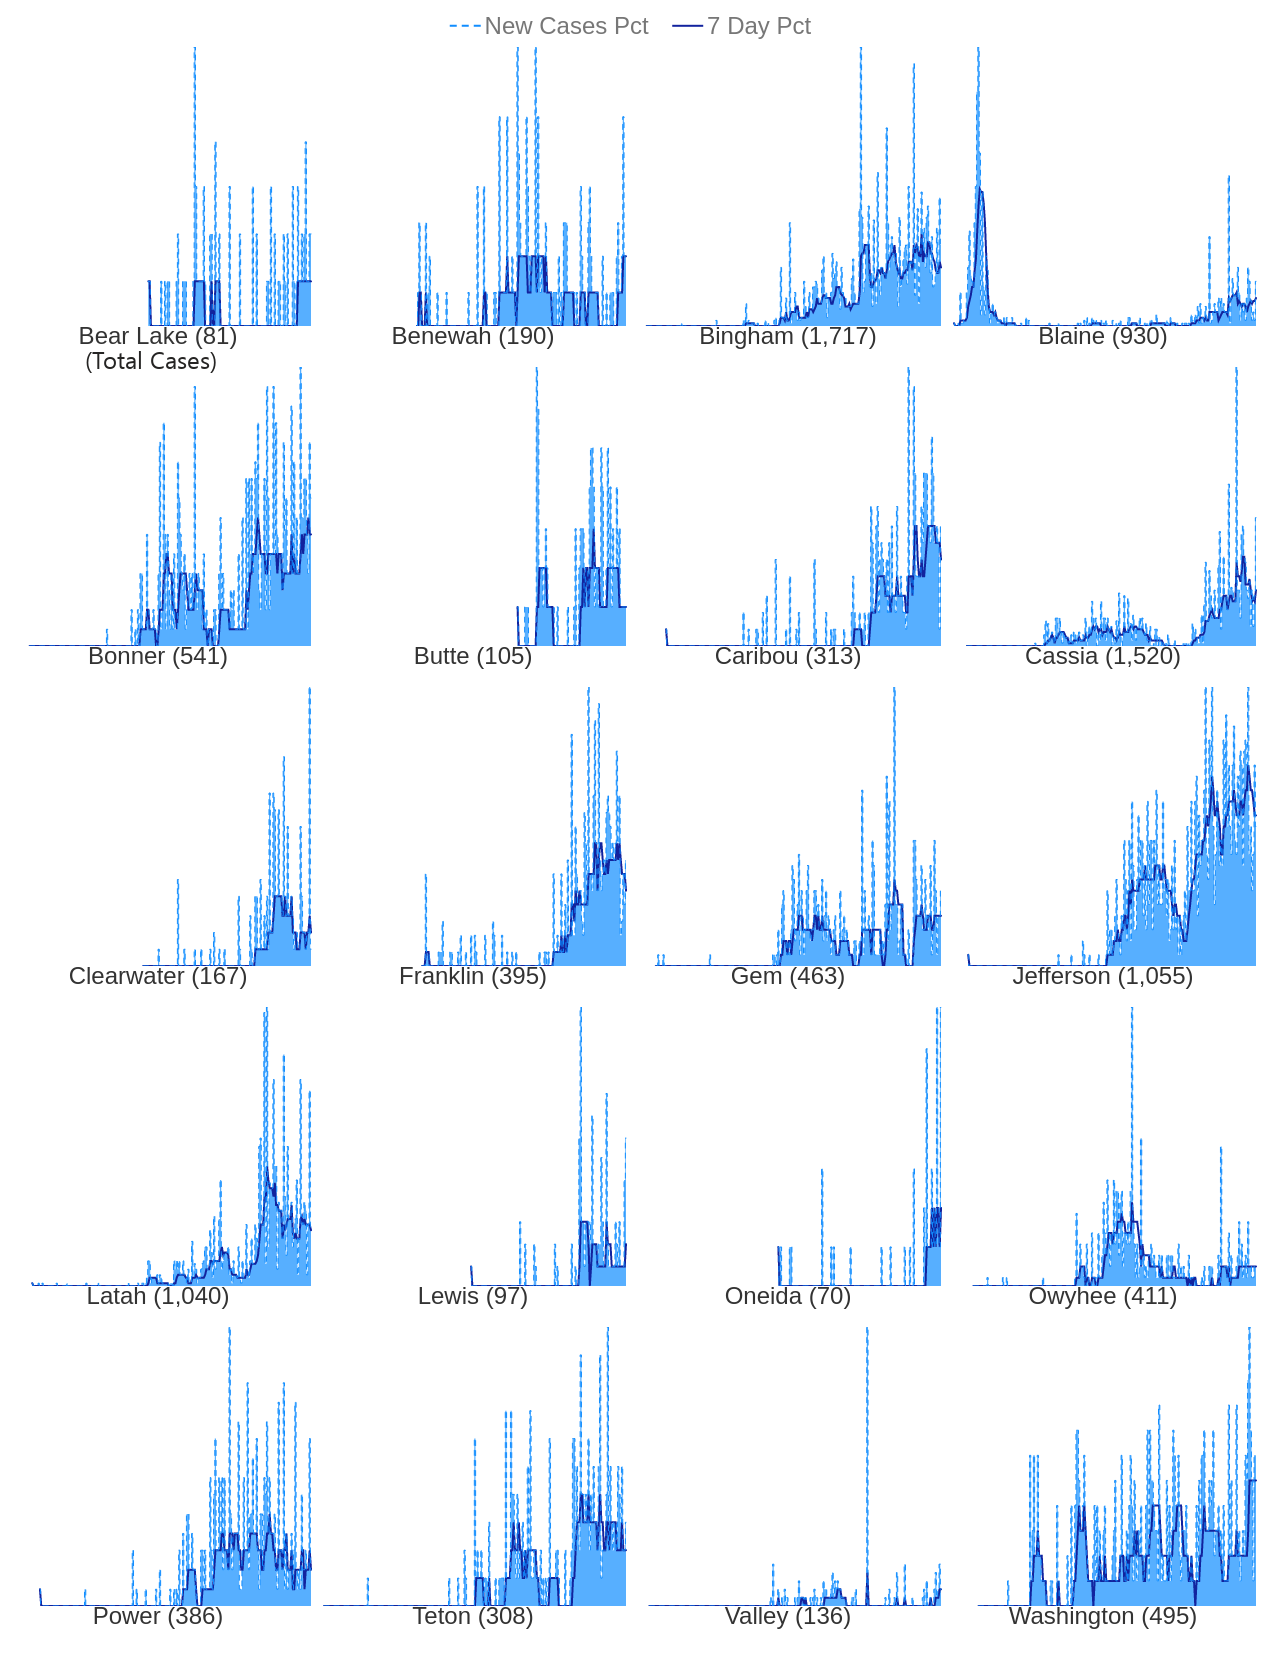 New Cases Pct 7 Day Pct
Bear Lake (81) Benewah (190) Bingham (1,717) Blaine (930)
(Total Cases)
Bonner (541) Butte (105) Caribou (313) Cassia (1,520)
Clearwater (167) Franklin (395) Gem (463) Jefferson (1,055)
Latah (1,040) Lewis (97) Oneida (70) Owyhee (411)
Power (386) Teton (308) Valley (136) Washington (495)